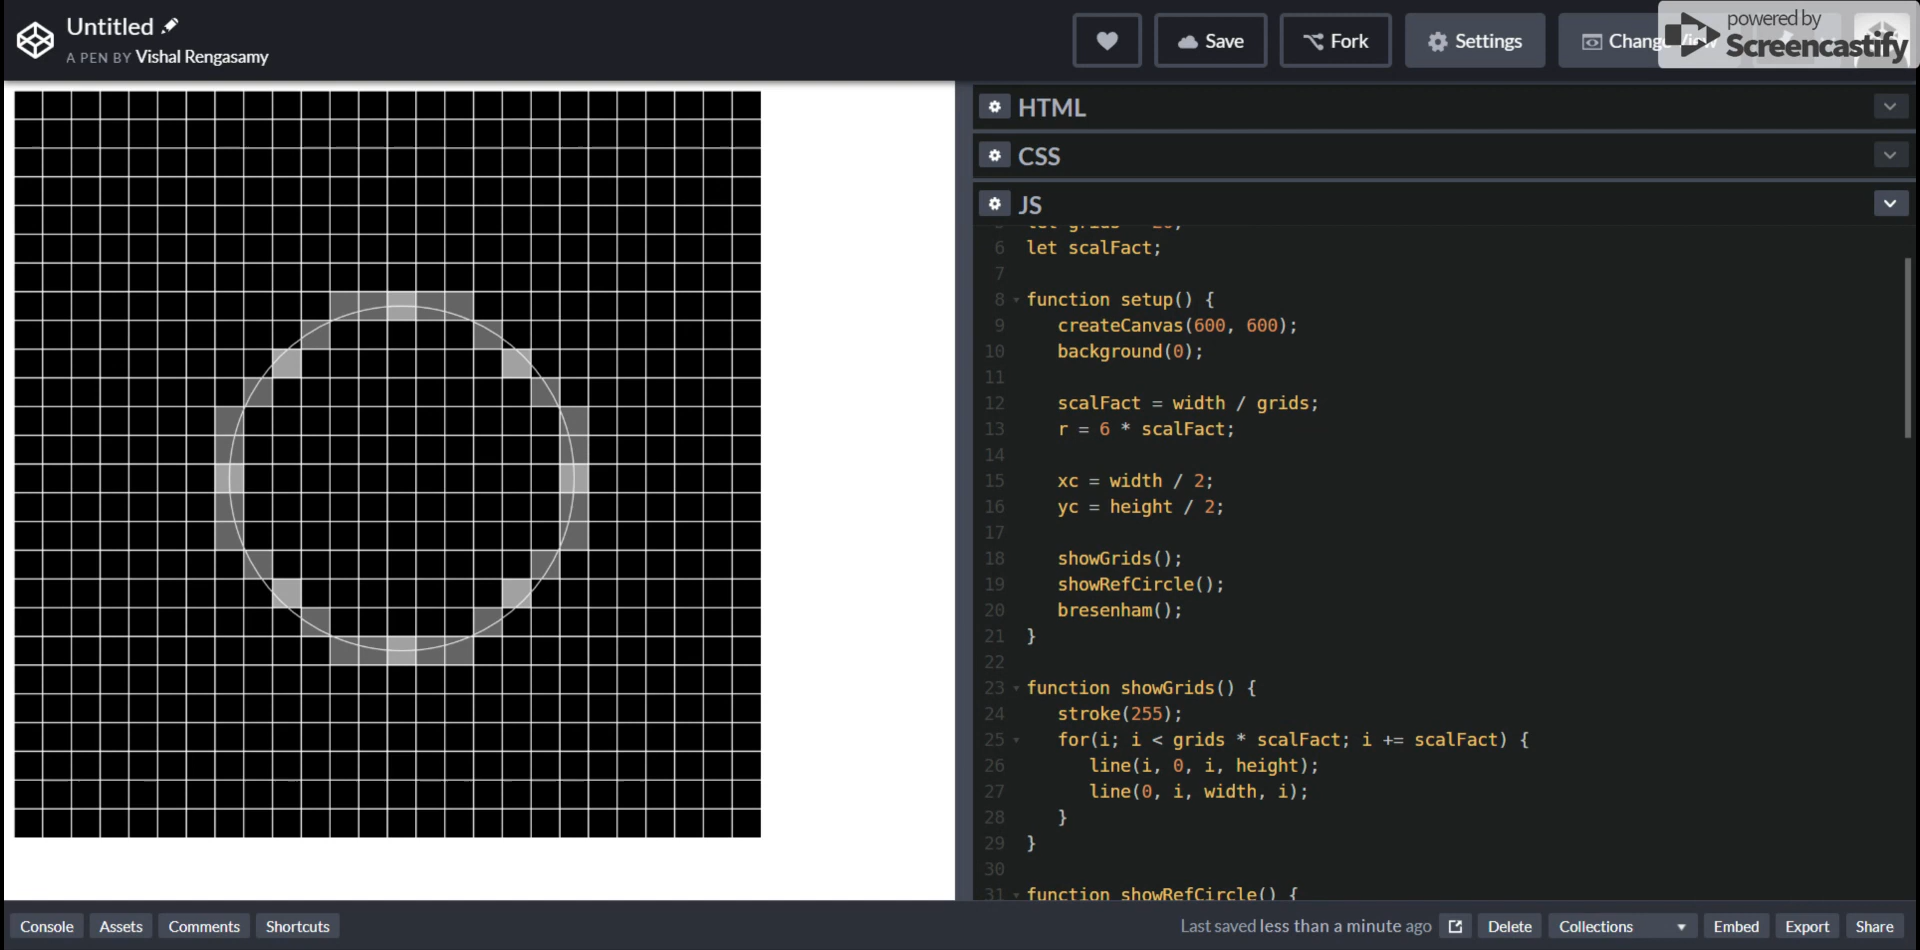 Untitled
A PEN BY Vishal Rengasamy
Save
Fork
Settings
Change View
powered by
Screencastify
HTML
CSS
JS
6 let scalFact;
7
8 function setup() {
9 createCanvas(600, 600);
10 background(0);
11
12 scalFact = width / grids;
13 r = 6 * scalFact;
14
15 xc = width / 2;
16 yc = height / 2;
17
18 showGrids();
19 showRefCircle();
20 bresenham();
21 }
22
23 function showGrids() {
24 stroke(255);
25 for(i; i < grids * scalFact; i += scalFact) {
26 line(i, 0, i, height);
27 line(0, i, width, i);
28 }
29 }
30
31 function showRefCircle() {
Console
Assets
Comments
Shortcuts
Last saved less than a minute ago
Delete
Collections
Embed
Export
Share